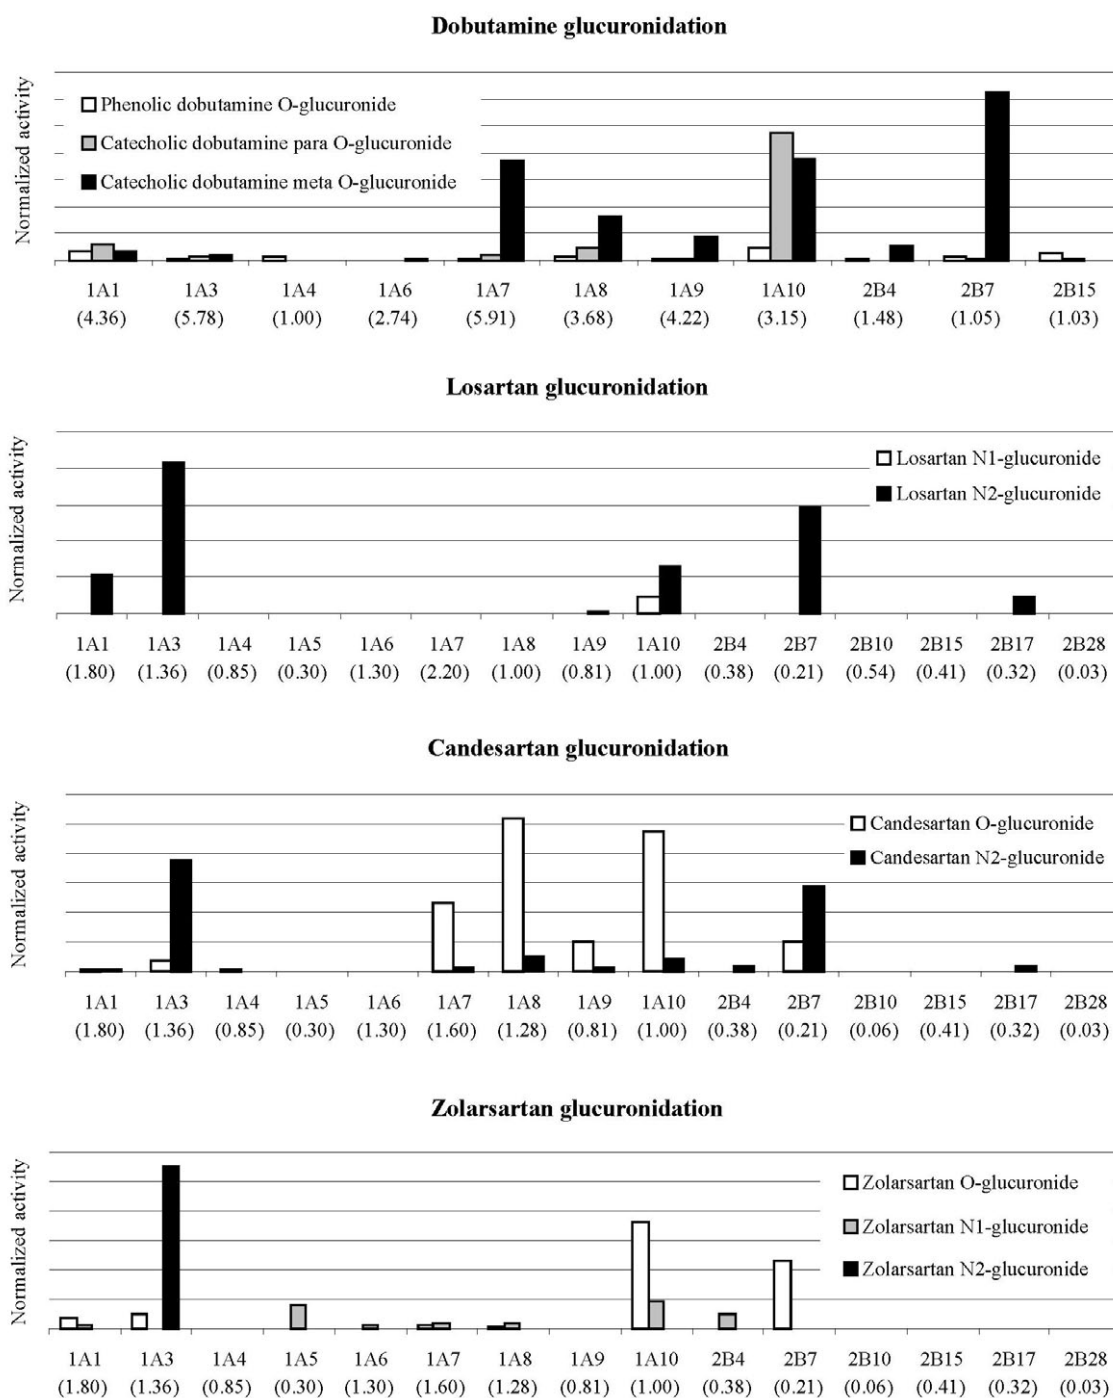 Dobutamine glucuronidation
Normalized activity
Phenolic dobutamine O-glucuronide
Catecholic dobutamine para O-glucuronide
Catecholic dobutamine meta O-glucuronide
1A1 1A3 1A4 1A6 1A7 1A8 1A9 1A10 2B4 2B7 2B15
(4.36) (5.78) (1.00) (2.74) (5.91) (3.68) (4.22) (3.15) (1.48) (1.05) (1.03)
Losartan glucuronidation
Normalized activity
Losartan N1-glucuronide
Losartan N2-glucuronide
1A1 1A3 1A4 1A5 1A6 1A7 1A8 1A9 1A10 2B4 2B7 2B10 2B15 2B17 2B28
(1.80) (1.36) (0.85) (0.30) (1.30) (2.20) (1.00) (0.81) (1.00) (0.38) (0.21) (0.54) (0.41) (0.32) (0.03)
Candesartan glucuronidation
Normalized activity
Candesartan O-glucuronide
Candesartan N2-glucuronide
1A1 1A3 1A4 1A5 1A6 1A7 1A8 1A9 1A10 2B4 2B7 2B10 2B15 2B17 2B28
(1.80) (1.36) (0.85) (0.30) (1.30) (1.60) (1.28) (0.81) (1.00) (0.38) (0.21) (0.06) (0.41) (0.32) (0.03)
Zolarsartan glucuronidation
Normalized activity
Zolarsartan O-glucuronide
Zolarsartan N1-glucuronide
Zolarsartan N2-glucuronide
1A1 1A3 1A4 1A5 1A6 1A7 1A8 1A9 1A10 2B4 2B7 2B10 2B15 2B17 2B28
(1.80) (1.36) (0.85) (0.30) (1.30) (1.60) (1.28) (0.81) (1.00) (0.38) (0.21) (0.06) (0.41) (0.32) (0.03)